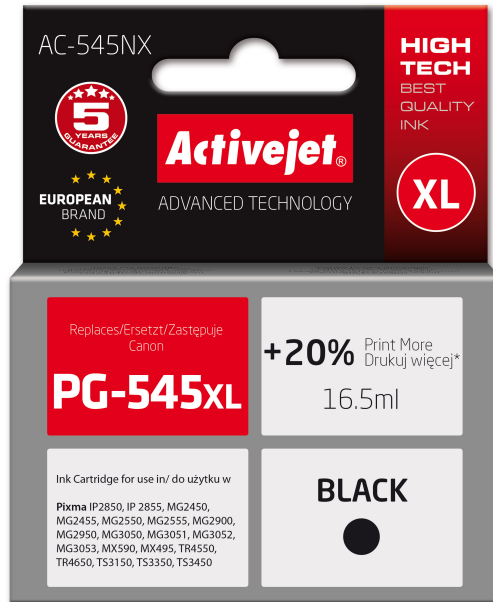 AC-545NX
HIGH
TECH
BEST
QUALITY
INK
5
YEARS
GUARANTEE
Activejet®
EUROPEAN
BRAND
ADVANCED TECHNOLOGY
XL
Replaces/Ersetzt/Zastępuje
Canon
PG-545XL
+20% Print More
Drukuj więcej*
16.5ml
Ink Cartridge for use in/ do użytku w
Pixma IP2850, IP 2855, MG2450,
MG2455, MG2550, MG2555, MG2900,
MG2950, MG3050, MG3051, MG3052,
MG3053, MX590, MX495, TR4550,
TR4650, TS3150, TS3350, TS3450
BLACK